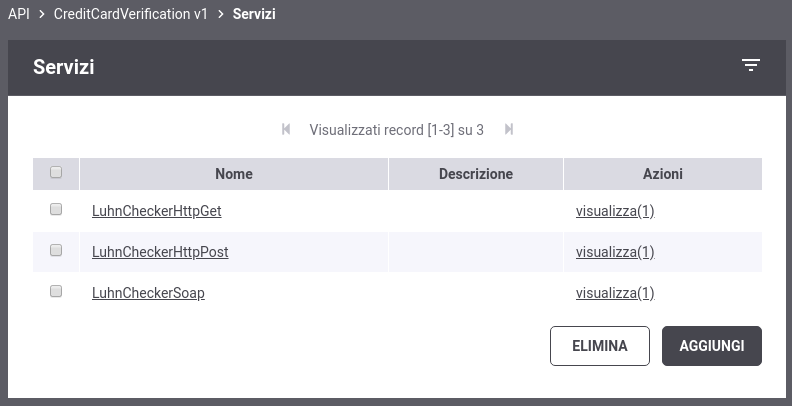 API > CreditCardVerification v1 > Servizi
Servizi
Visualizzati record [1-3] su 3
Nome Descrizione Azioni
LuhnCheckerHttpGet visualizza(1)
LuhnCheckerHttpPost visualizza(1)
LuhnCheckerSoap visualizza(1)
ELIMINA AGGIUNGI